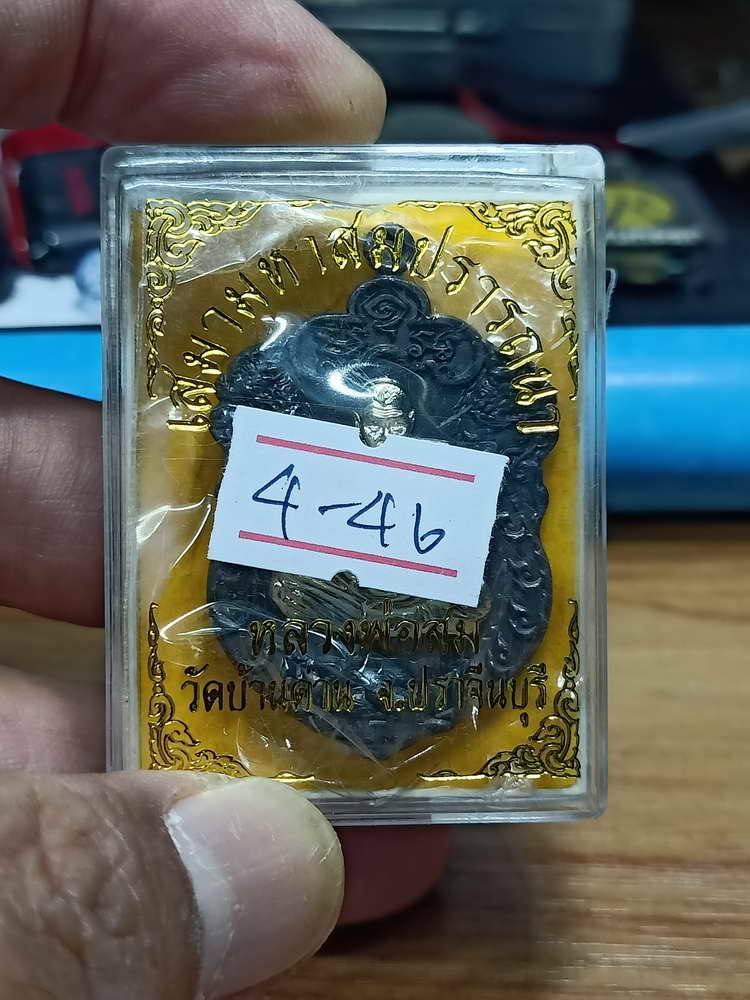 เสมามหาสมปรารถนา
4-46
หลวงพ่อสม
วัดบ้านดาน จ.ปราจีนบุรี